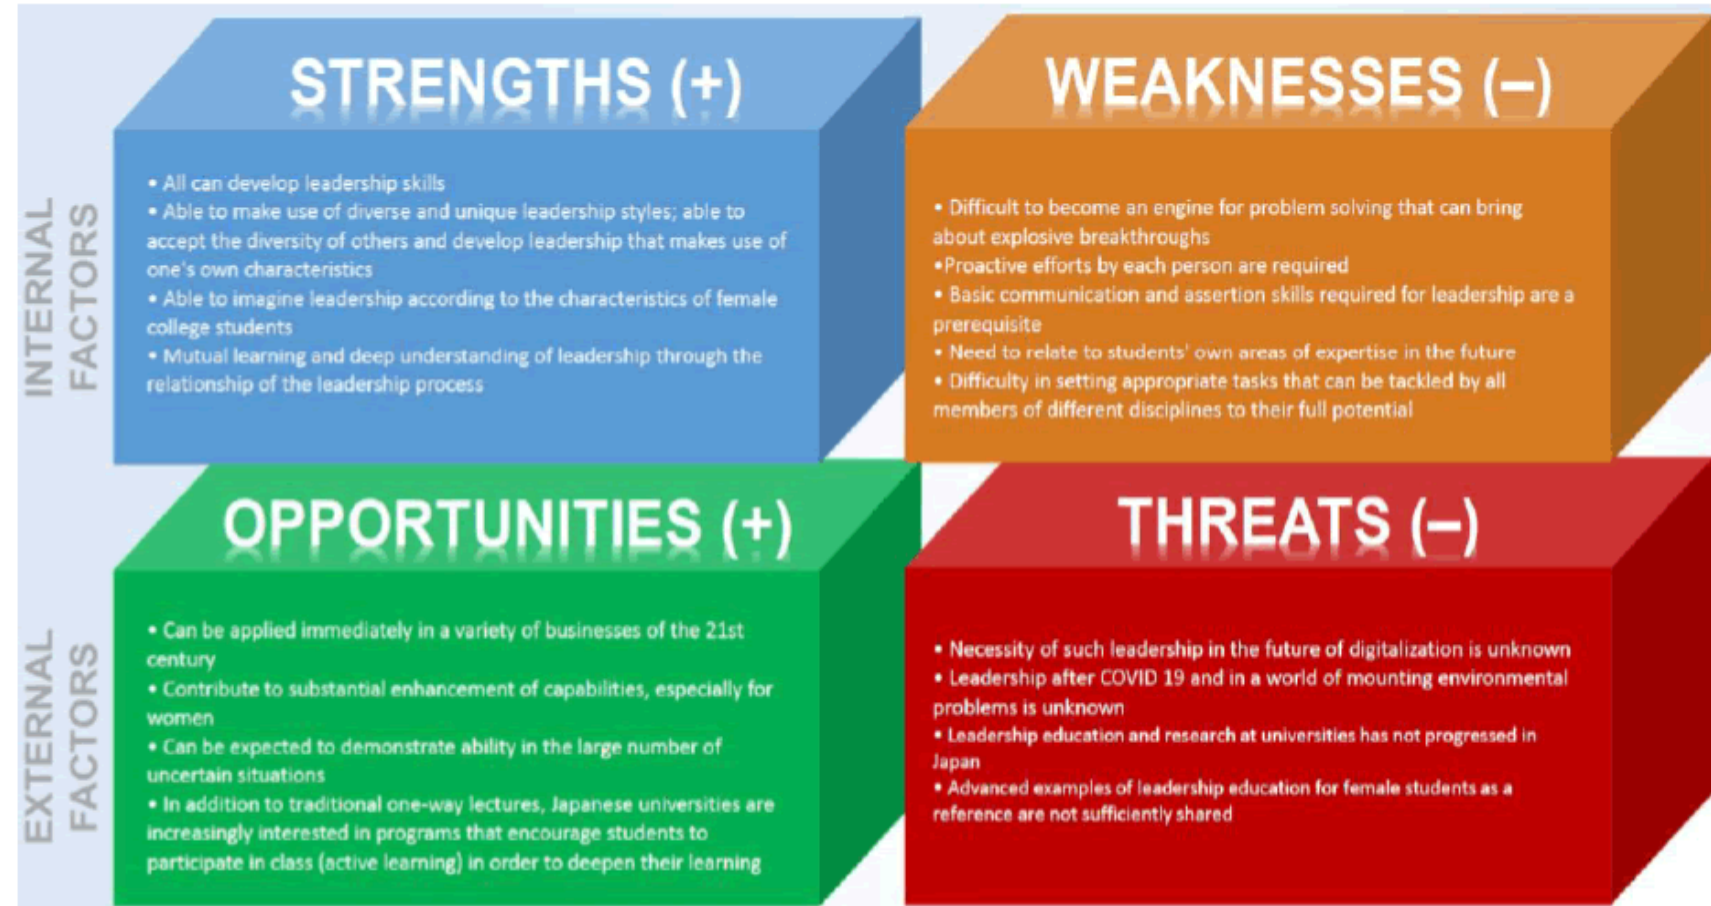 INTERNAL
FACTORS
STRENGTHS (+)
• All can develop leadership skills
• Able to make use of diverse and unique leadership styles; able to
accept the diversity of others and develop leadership that makes use of
one's own characteristics
• Able to imagine leadership according to the characteristics of female
college students
• Mutual learning and deep understanding of leadership through the
relationship of the leadership process
WEAKNESSES (–)
• Difficult to become an engine for problem solving that can bring
about explosive breakthroughs
•Proactive efforts by each person are required
• Basic communication and assertion skills required for leadership are a
prerequisite
• Need to relate to students' own areas of expertise in the future
• Difficulty in setting appropriate tasks that can be tackled by all
members of different disciplines to their full potential
EXTERNAL
FACTORS
OPPORTUNITIES (+)
• Can be applied immediately in a variety of businesses of the 21st
century
• Contribute to substantial enhancement of capabilities, especially for
women
• Can be expected to demonstrate ability in the large number of
uncertain situations
• In addition to traditional one-way lectures, Japanese universities are
increasingly interested in programs that encourage students to
participate in class (active learning) in order to deepen their learning
THREATS (–)
• Necessity of such leadership in the future of digitalization is unknown
• Leadership after COVID 19 and in a world of mounting environmental
problems is unknown
• Leadership education and research at universities has not progressed in
Japan
• Advanced examples of leadership education for female students as a
reference are not sufficiently shared